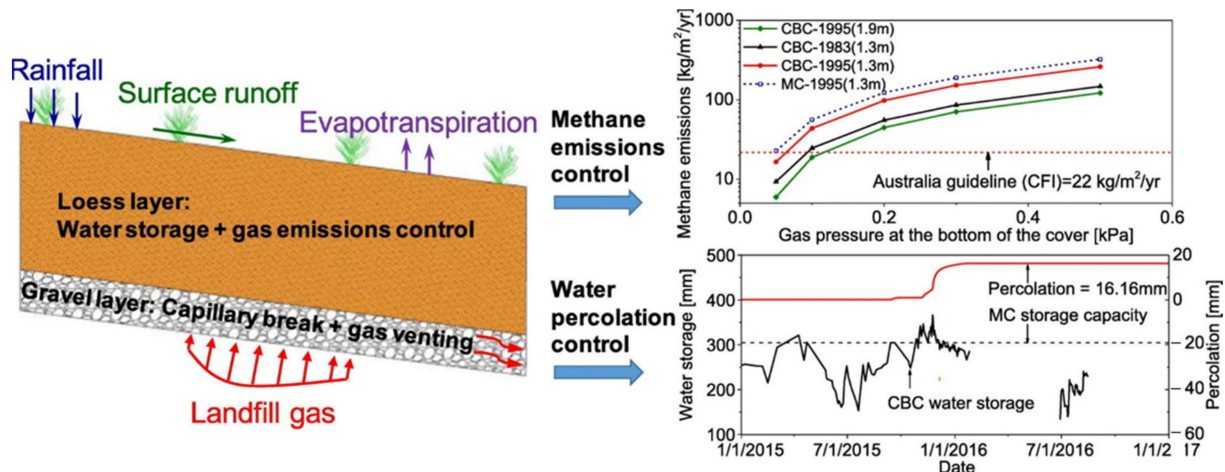 Rainfall
Surface runoff
Evapotranspiration
Loess layer:
Water storage + gas emissions control
Gravel layer: Capillary break + gas venting
Landfill gas
Methane
emissions
control
Water
percolation
control
Methane emissions [kg/m²/yr]
1000
100
10
CBC-1995(1.9m)
CBC-1983(1.3m)
CBC-1995(1.3m)
MC-1995(1.3m)
Australia guideline (CFI)=22 kg/m²/yr
0.0 0.2 0.4 0.6
Gas pressure at the bottom of the cover [kPa]
Water storage [mm]
500
400
300
200
100
Percolation = 16.16mm
MC storage capacity
CBC water storage
20
0
-20
-40
-60
Percolation [mm]
1/1/2015 7/1/2015 1/1/2016 7/1/2016 1/1/2 17
Date